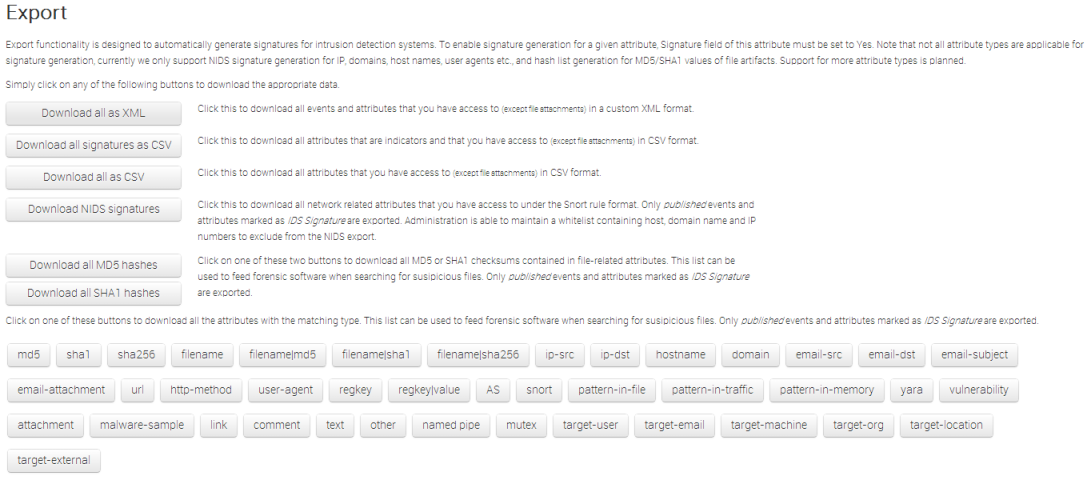 Export
Export functionality is designed to automatically generate signatures for intrusion detection systems. To enable signature generation for a given attribute, Signature field of this attribute must be set to Yes. Note that not all attribute types are applicable for
signature generation, currently we only support NIDS signature generation for IP, domains, host names, user agents etc., and hash list generation for MD5/SHA1 values of file artifacts. Support for more attribute types is planned.
Simply click on any of the following buttons to download the appropriate data.
Download all as XML Click this to download all events and attributes that you have access to (except file attachments) in a custom XML format.
Download all signatures as CSV Click this to download all attributes that are indicators and that you have access to (except file attachments) in CSV format.
Download all as CSV Click this to download all attributes that you have access to (except file attachments) in CSV format.
Download NIDS signatures Click this to download all network related attributes that you have access to under the Snort rule format. Only published events and
attributes marked as IDS Signature are exported. Administration is able to maintain a whitelist containing host, domain name and IP
numbers to exclude from the NIDS export.
Download all MD5 hashes Click on one of these two buttons to download all MD5 or SHA1 checksums contained in file-related attributes. This list can be
used to feed forensic software when searching for susipicious files. Only published events and attributes marked as IDS Signature
Download all SHA1 hashes are exported.
Click on one of these buttons to download all the attributes with the matching type. This list can be used to feed forensic software when searching for susipicious files. Only published events and attributes marked as IDS Signature are exported.
md5 sha1 sha256 filename filename|md5 filename|sha1 filename|sha256 ip-src ip-dst hostname domain email-src email-dst email-subject
email-attachment url http-method user-agent regkey regkey|value AS snort pattern-in-file pattern-in-traffic pattern-in-memory yara vulnerability
attachment malware-sample link comment text other named pipe mutex target-user target-email target-machine target-org target-location
target-external